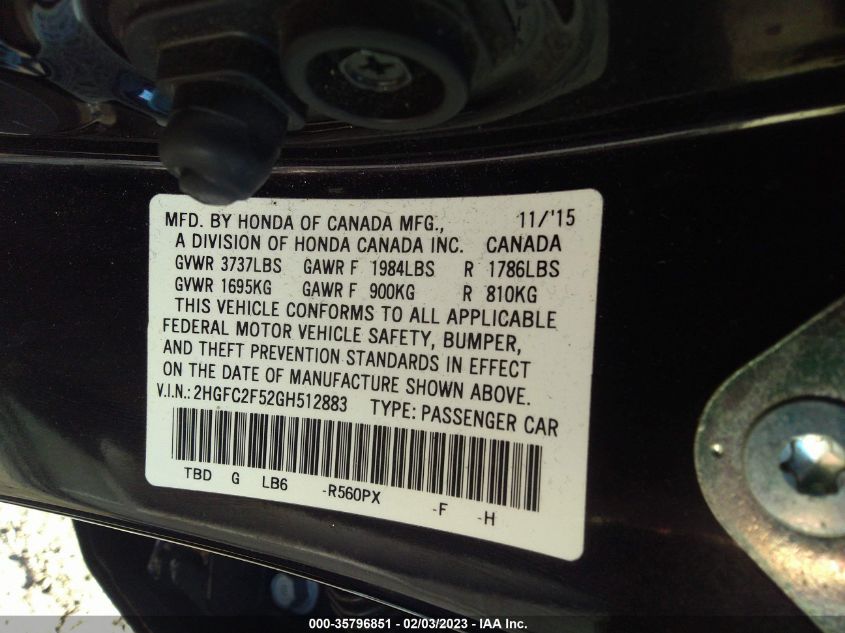 MFD. BY HONDA OF CANADA MFG., 11/'15
A DIVISION OF HONDA CANADA INC. CANADA
GVWR 3737LBS GAWR F 1984LBS R 1786LBS
GVWR 1695KG GAWR F 900KG R 810KG
THIS VEHICLE CONFORMS TO ALL APPLICABLE
FEDERAL MOTOR VEHICLE SAFETY, BUMPER,
AND THEFT PREVENTION STANDARDS IN EFFECT
ON THE DATE OF MANUFACTURE SHOWN ABOVE.
V.I.N.: 2HGFC2F52GH512883 TYPE: PASSENGER CAR
TBD G LB6 -R560PX -F -H
000-35796851 — 02/03/2023 — IAA Inc.